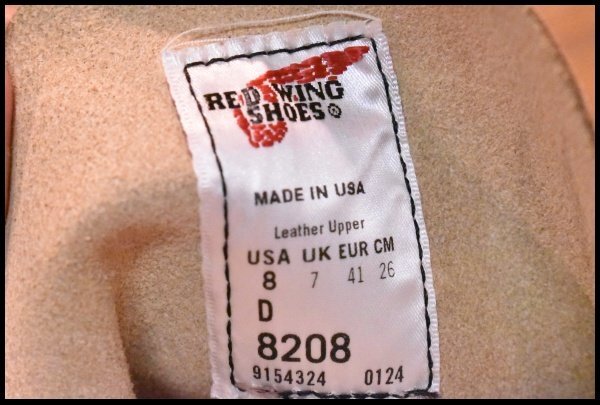 RED WING
SHOES®
MADE IN USA
Leather Upper
USA UK EUR CM
8 7 41 26
D
8208
9154324 0124